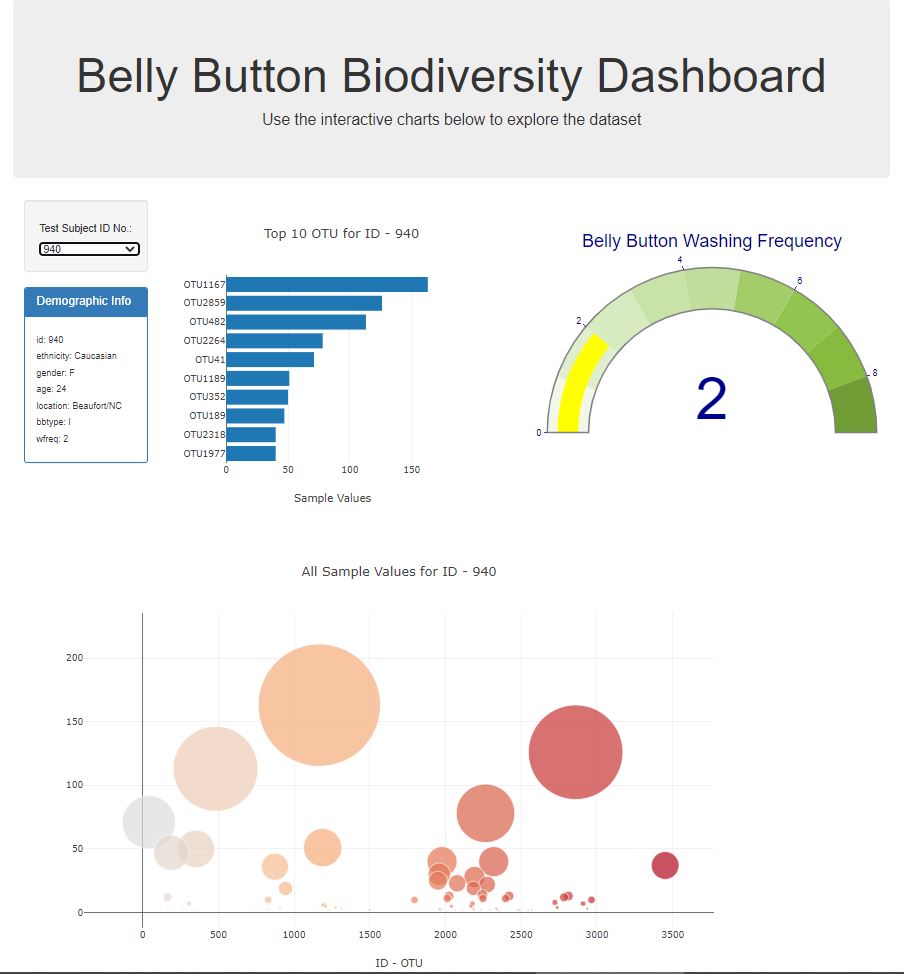 Belly Button Biodiversity Dashboard
Use the interactive charts below to explore the dataset
Test Subject ID No.:
940
Demographic Info
id: 940
ethnicity: Caucasian
gender: F
age: 24
location: Beaufort/NC
bbtype: I
wfreq: 2
Top 10 OTU for ID - 940
OTU1167
OTU2859
OTU482
OTU2264
OTU41
OTU1189
OTU352
OTU189
OTU2318
OTU1977
0 50 100 150
Sample Values
Belly Button Washing Frequency
0
2
4
6
8
2
All Sample Values for ID - 940
200
150
100
50
0
0 500 1000 1500 2000 2500 3000 3500
ID - OTU